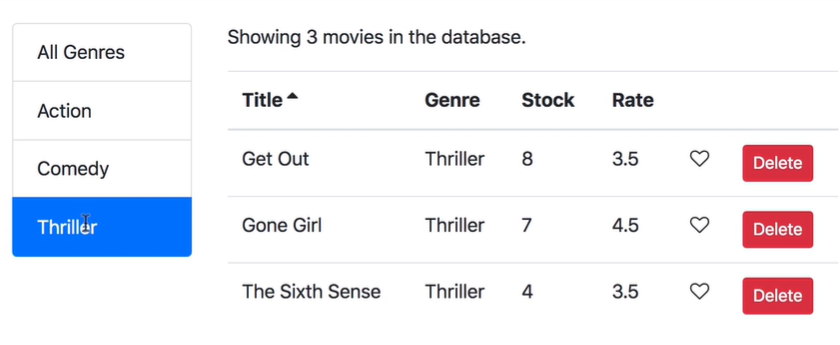 All Genres
Action
Comedy
Thriller
Showing 3 movies in the database.
Title Genre Stock Rate
Get Out Thriller 8 3.5 Delete
Gone Girl Thriller 7 4.5 Delete
The Sixth Sense Thriller 4 3.5 Delete